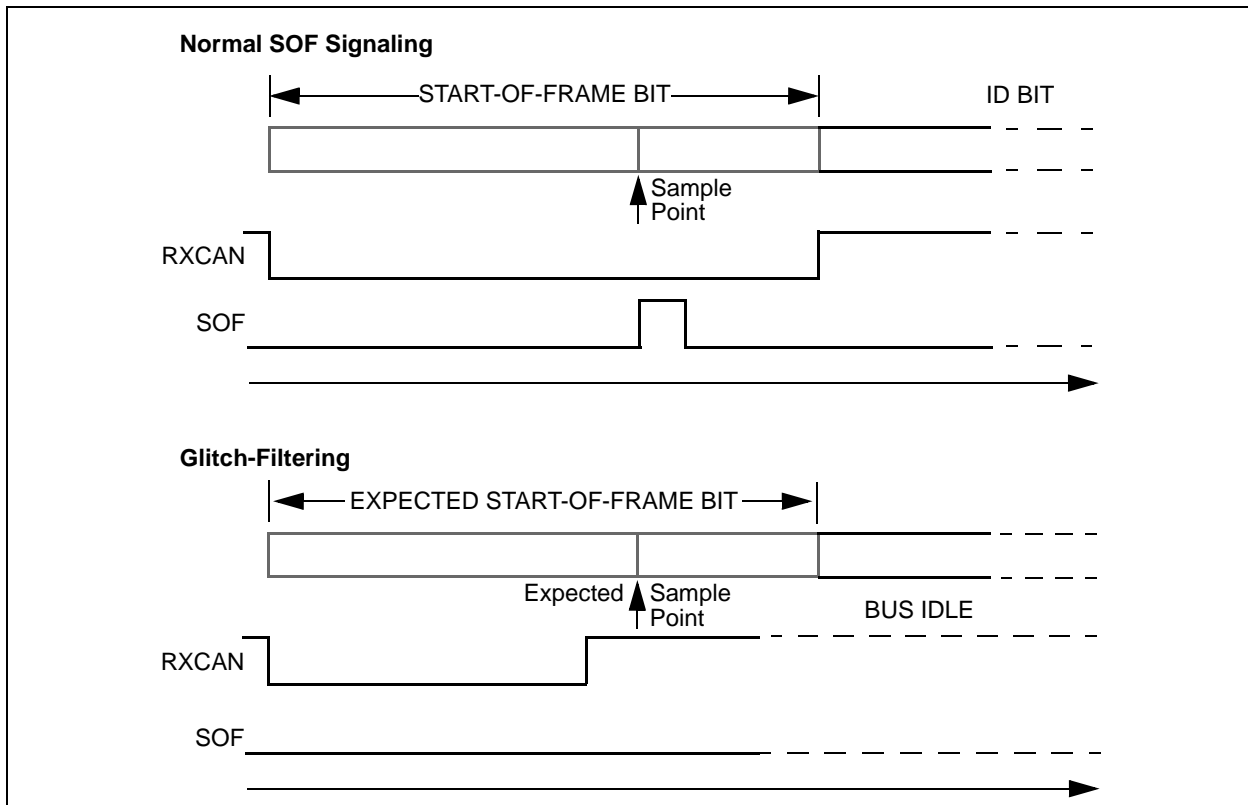 Normal SOF Signaling
START-OF-FRAME BIT
ID BIT
Sample
Point
RXCAN
SOF
Glitch-Filtering
EXPECTED START-OF-FRAME BIT
Expected Sample
Point
BUS IDLE
RXCAN
SOF